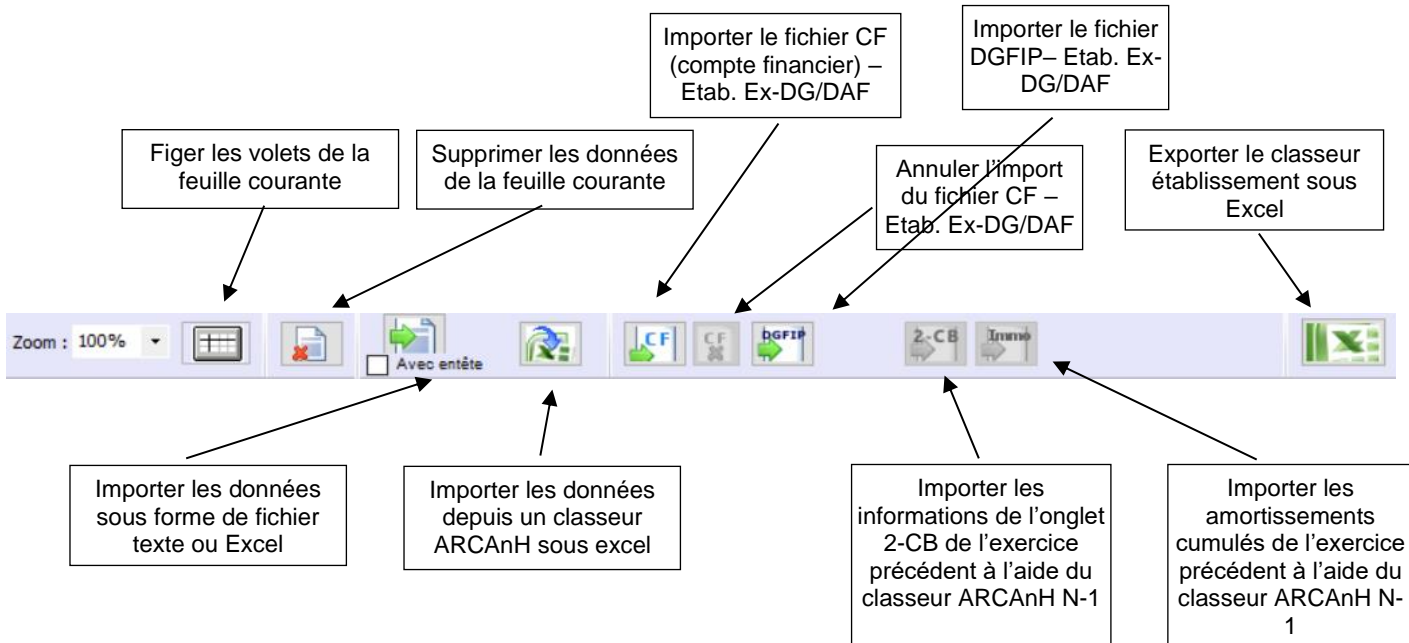 Importer le fichier CF
(compte financier) –
Etab. Ex-DG/DAF
Importer le fichier
DGFIP– Etab. Ex-
DG/DAF
Figer les volets de la
feuille courante
Supprimer les données
de la feuille courante
Annuler l'import
du fichier CF –
Etab. Ex-DG/DAF
Exporter le classeur
établissement sous
Excel
Zoom : 100%
Avec entête
CF
CF
DGFIP
2-CB
Immo
Importer les données
sous forme de fichier
texte ou Excel
Importer les données
depuis un classeur
ARCAnH sous excel
Importer les
informations de l'onglet
2-CB de l'exercice
précédent à l'aide du
classeur ARCAnH N-1
Importer les
amortissements
cumulés de l'exercice
précédent à l'aide du
classeur ARCAnH N-
1